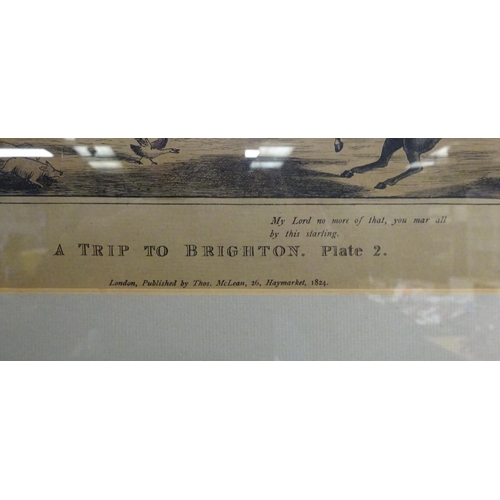 My Lord no more of that, you mar all
by this starting.
A TRIP TO BRIGHTON. Plate 2.
London, Published by Thos. McLean, 26, Haymarket, 1824.